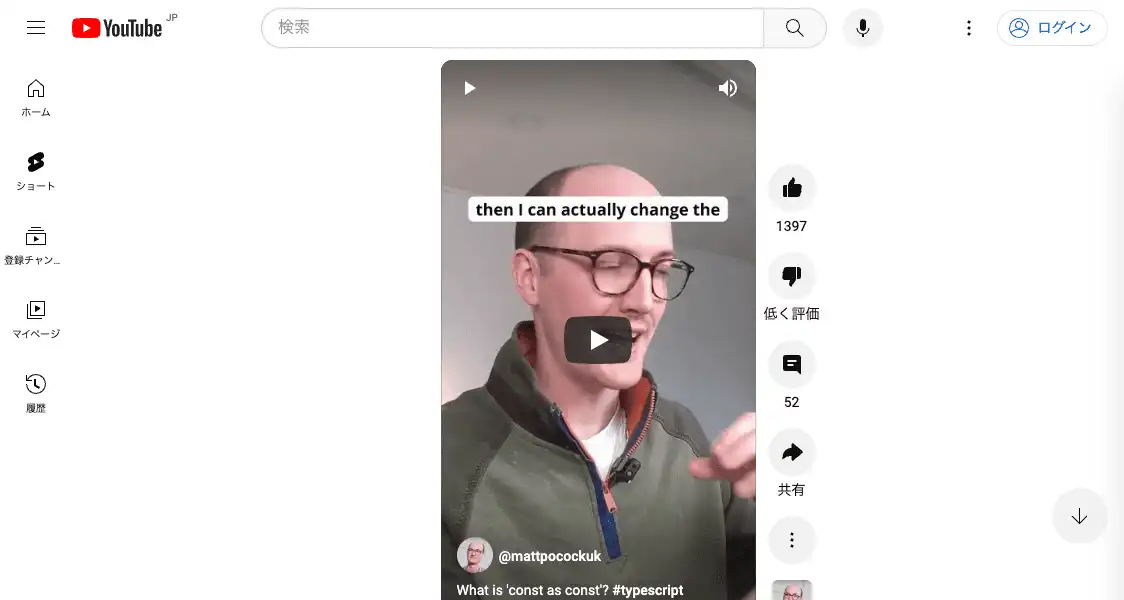 YouTube JP
検索
ログイン
ホーム
ショート
登録チャン...
マイページ
履歴
then I can actually change the
1397
低く評価
52
共有
@mattpocockuk
What is 'const as const'? #typescript